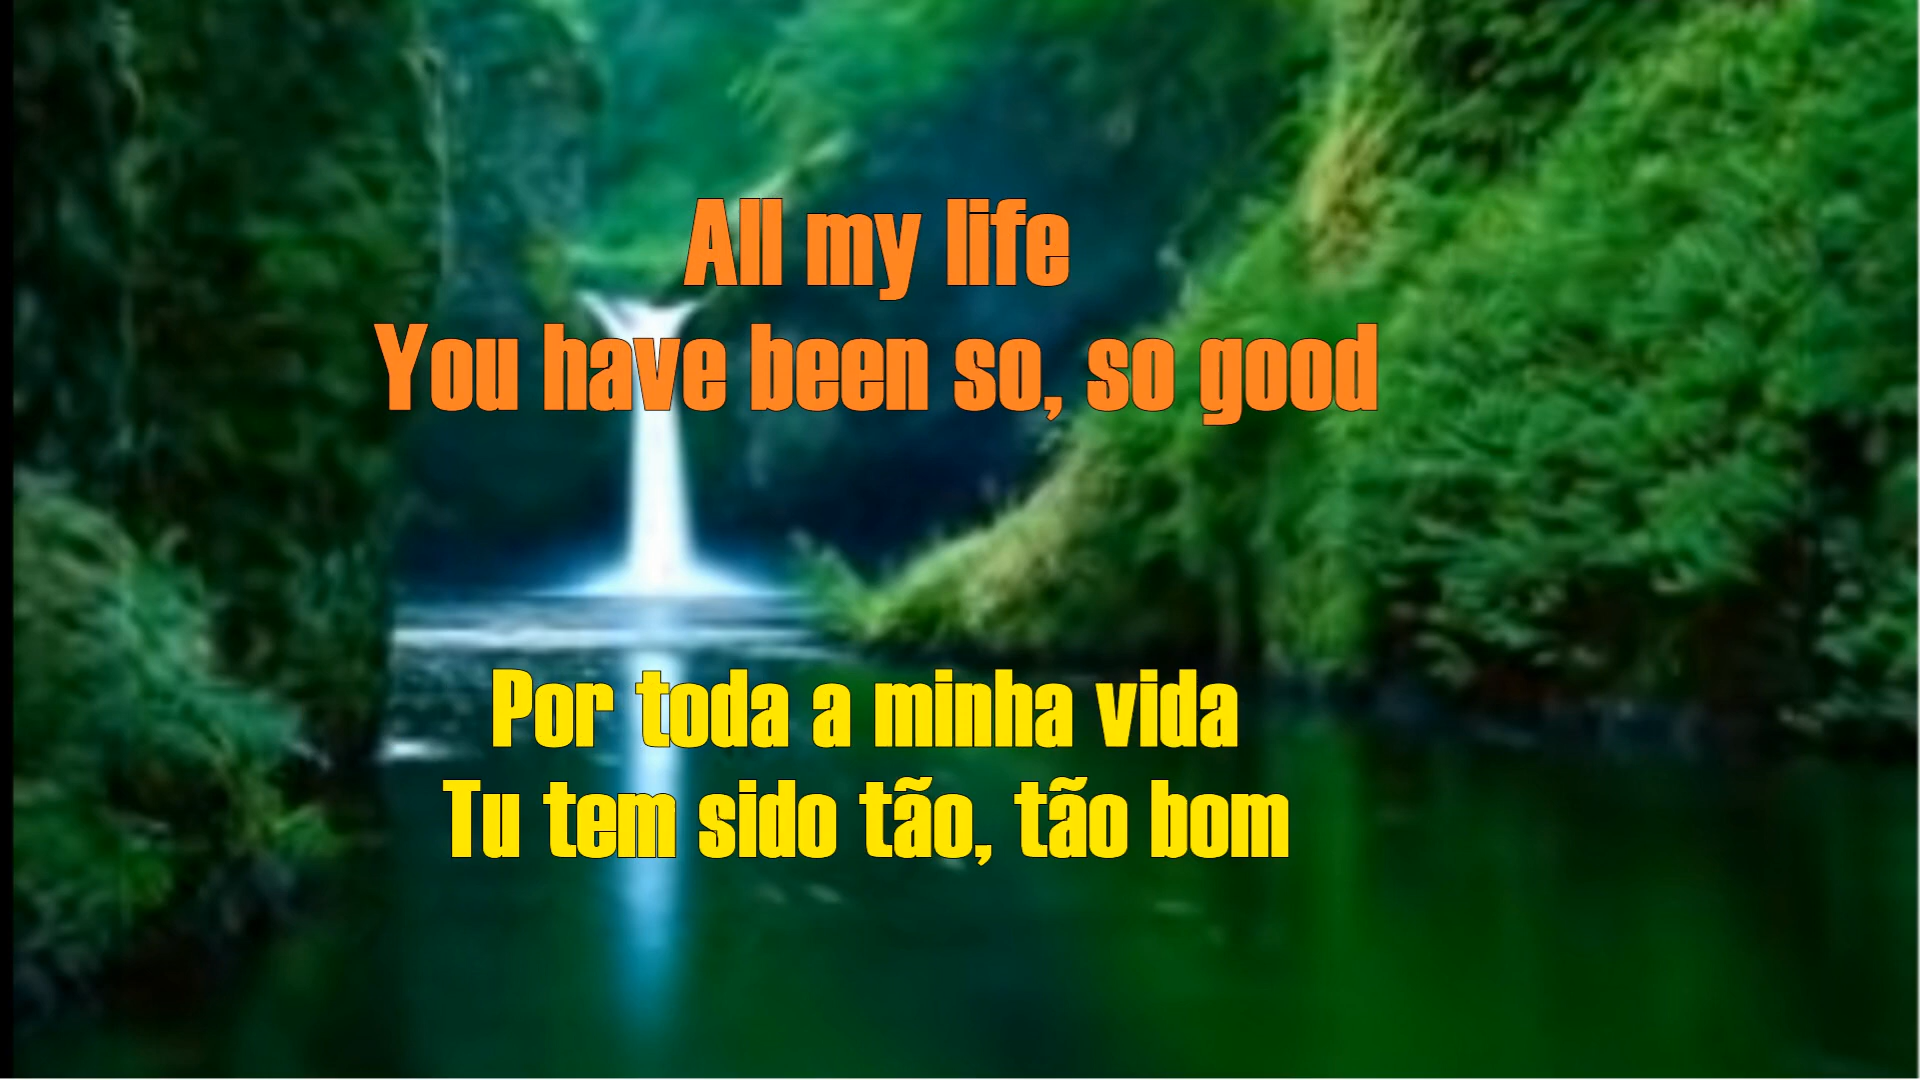 All my life
You have been so, so good
Por toda a minha vida
Tu tem sido tão, tão bom